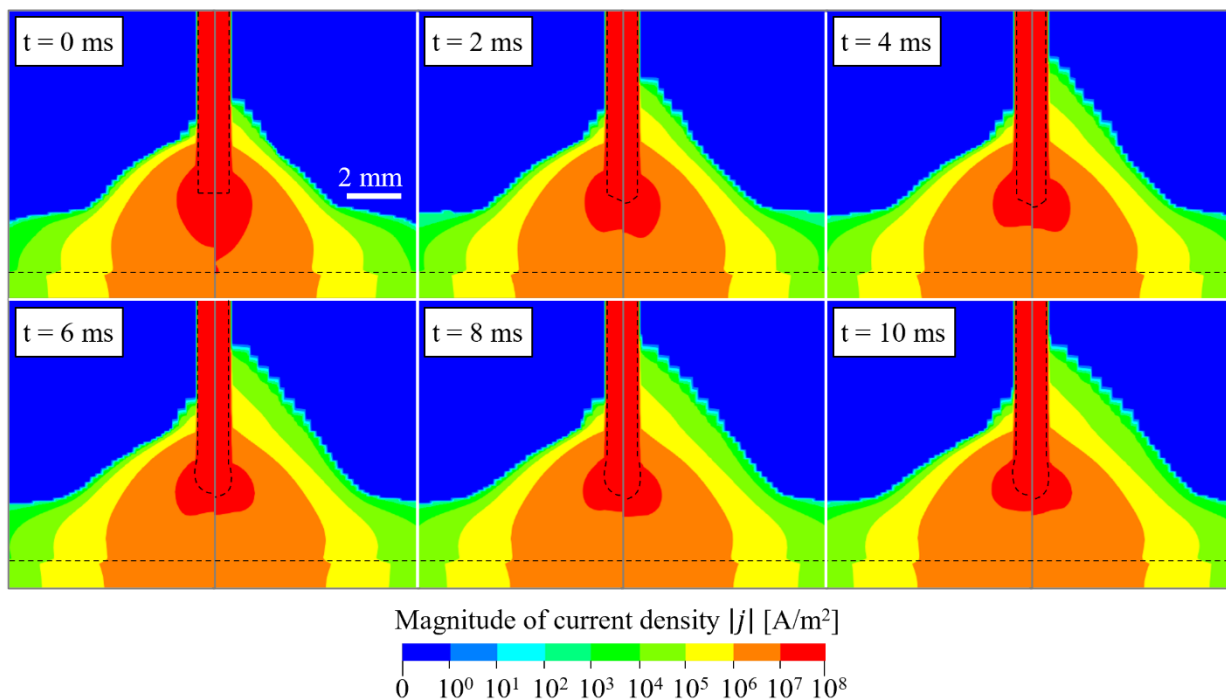 t = 0 ms
t = 2 ms
t = 4 ms
2 mm
t = 6 ms
t = 8 ms
t = 10 ms
Magnitude of current density |j| [A/m²]
0 10⁰ 10¹ 10² 10³ 10⁴ 10⁵ 10⁶ 10⁷ 10⁸